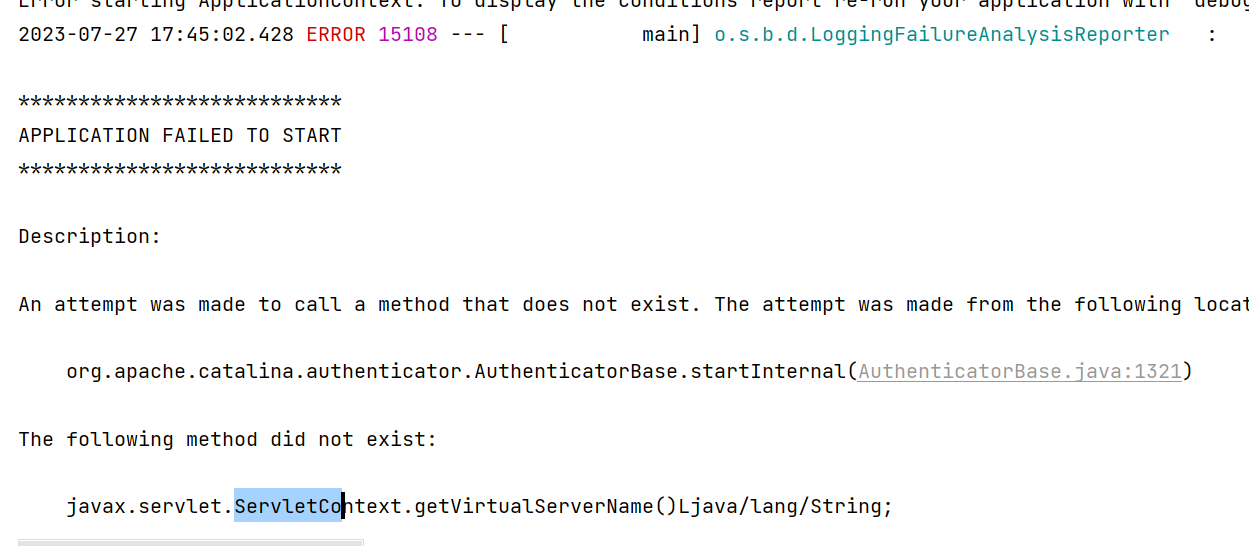 Error starting ApplicationContext. To display the conditions report re-run your application with 'debug
2023-07-27 17:45:02.428 ERROR 15108 --- [           main] o.s.b.d.LoggingFailureAnalysisReporter   :
***************************
APPLICATION FAILED TO START
***************************
Description:
An attempt was made to call a method that does not exist. The attempt was made from the following locat
org.apache.catalina.authenticator.AuthenticatorBase.startInternal(AuthenticatorBase.java:1321)
The following method did not exist:
javax.servlet.ServletContext.getVirtualServerName()Ljava/lang/String;